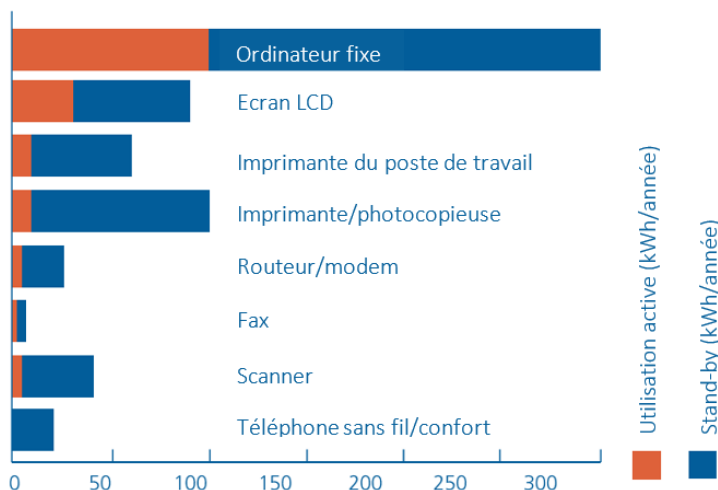 Ordinateur fixe
Ecran LCD
Imprimante du poste de travail
Imprimante/photocopieuse
Routeur/modem
Fax
Scanner
Téléphone sans fil/confort
0 50 100 150 200 250 300
Utilisation active (kWh/année)
Stand-by (kWh/année)